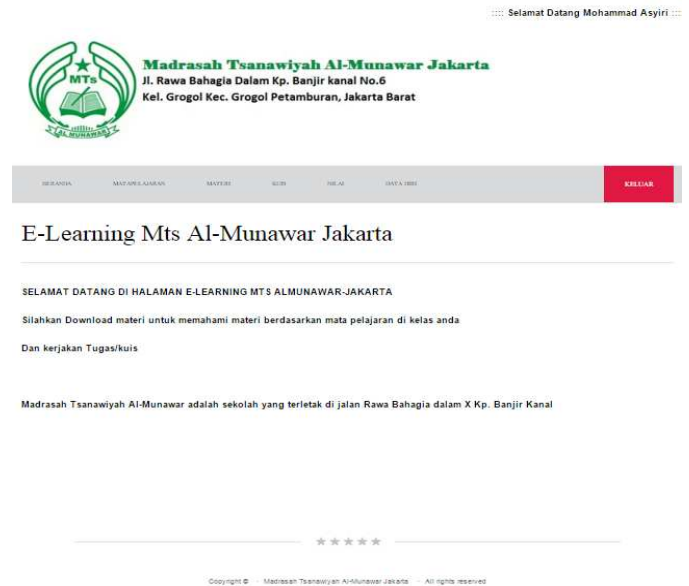 :::: Selamat Datang Mohammad Asyiri ::::
MTs
AL MUNAWAR
Madrasah Tsanawiyah Al-Munawar Jakarta
Jl. Rawa Bahagia Dalam Kp. Banjir kanal No.6
Kel. Grogol Kec. Grogol Petamburan, Jakarta Barat
BERANDA MATAPELAJARAN MATERI KUIS NILAI DATA DIRI KELUAR
E-Learning Mts Al-Munawar Jakarta
SELAMAT DATANG DI HALAMAN E-LEARNING MTS ALMUNAWAR-JAKARTA
Silahkan Download materi untuk memahami materi berdasarkan mata pelajaran di kelas anda
Dan kerjakan Tugas/kuis
Madrasah Tsanawiyah Al-Munawar adalah sekolah yang terletak di jalan Rawa Bahagia dalam X Kp. Banjir Kanal
Copyright © - Madrasah Tsanawiyah Al-Munawar Jakarta - All rights reserved